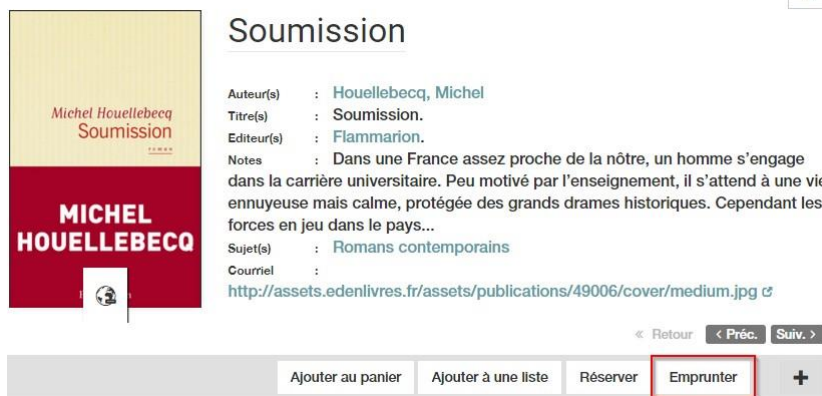 Soumission
Michel Houellebecq
Soumission
roman
MICHEL
HOUELLEBECQ
Auteur(s) : Houellebecq, Michel
Titre(s) : Soumission.
Editeur(s) : Flammarion.
Notes : Dans une France assez proche de la nôtre, un homme s'engage
dans la carrière universitaire. Peu motivé par l'enseignement, il s'attend à une vie
ennuyeuse mais calme, protégée des grands drames historiques. Cependant les
forces en jeu dans le pays...
Sujet(s) : Romans contemporains
Courriel :
http://assets.edenlivres.fr/assets/publications/49006/cover/medium.jpg
« Retour < Préc. Suiv. >
Ajouter au panier Ajouter à une liste Réserver Emprunter +